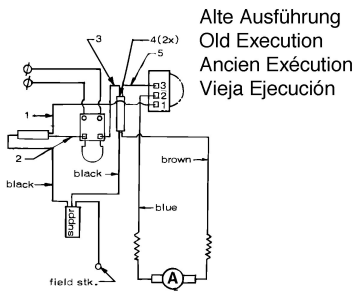 Alte Ausführung
Old Execution
Ancien Exécution
Vieja Ejecución
3
4(2x)
5
3
2
1
1
2
black
black
brown
blue
suppr
field stk.
A